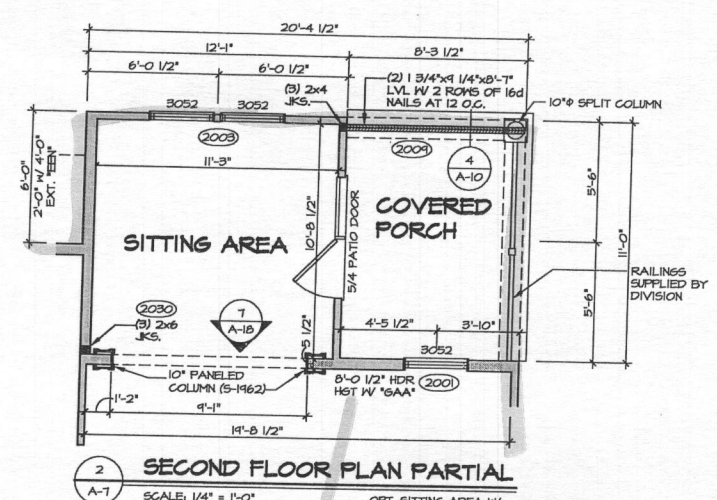 20'-4 1/2"
12'-1"
8'-3 1/2"
6'-0 1/2"
6'-0 1/2"
(3) 2x4
JKS.
(2) 1 3/4"x9 1/4"x8'-7"
LVL W/ 2 ROWS OF 16d
NAILS AT 12 O.C.
10"Φ SPLIT COLUMN
3052
3052
2003
2009
4
A-10
11'-3"
6'-0"
2'-0" W/ 4'-0"
EXT. "EEN"
10'-8 1/2"
5/4 PATIO DOOR
SITTING AREA
COVERED
PORCH
5'-6"
11'-0"
5'-6"
RAILINGS
SUPPLIED BY
DIVISION
2030
(3) 2x6
JKS.
7
A-18
5 1/2"
4'-5 1/2"
3'-10"
3052
10" PANELED
COLUMN (S-1962)
8'-0 1/2" HDR
HGT W/ "GAA"
2001
1'-2"
9'-1"
19'-8 1/2"
2
A-7
SECOND FLOOR PLAN PARTIAL
SCALE: 1/4" = 1'-0"
OPT. SITTING AREA W/